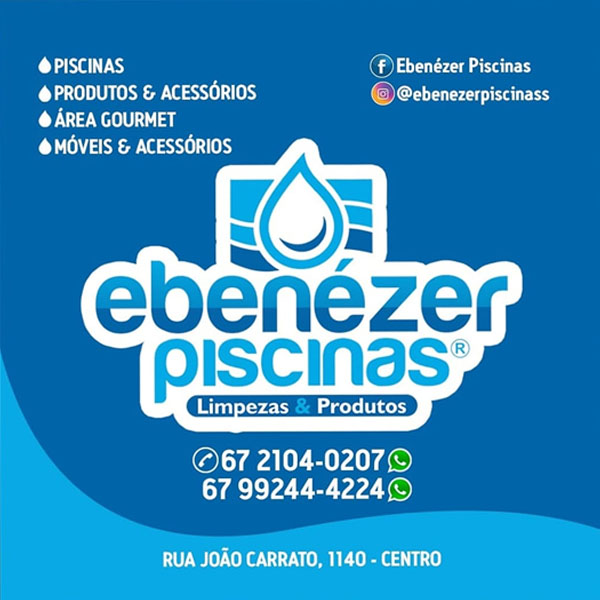 PISCINAS
PRODUTOS & ACESSÓRIOS
ÁREA GOURMET
MÓVEIS & ACESSÓRIOS
Ebenézer Piscinas
@ebenezerpiscinass
ebenézer
piscinas®
Limpezas & Produtos
67 2104-0207
67 99244-4224
RUA JOÃO CARRATO, 1140 - CENTRO